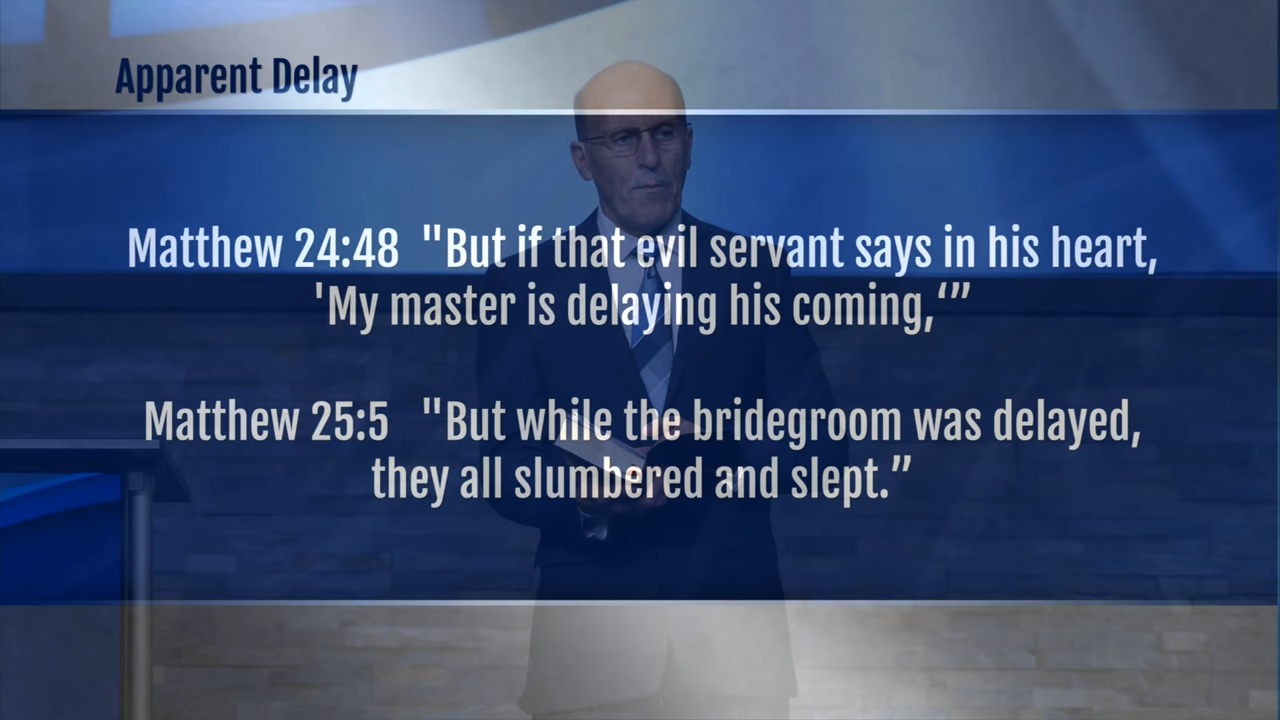 Apparent Delay
Matthew 24:48 "But if that evil servant says in his heart,
'My master is delaying his coming,‘”
Matthew 25:5 "But while the bridegroom was delayed,
they all slumbered and slept.”